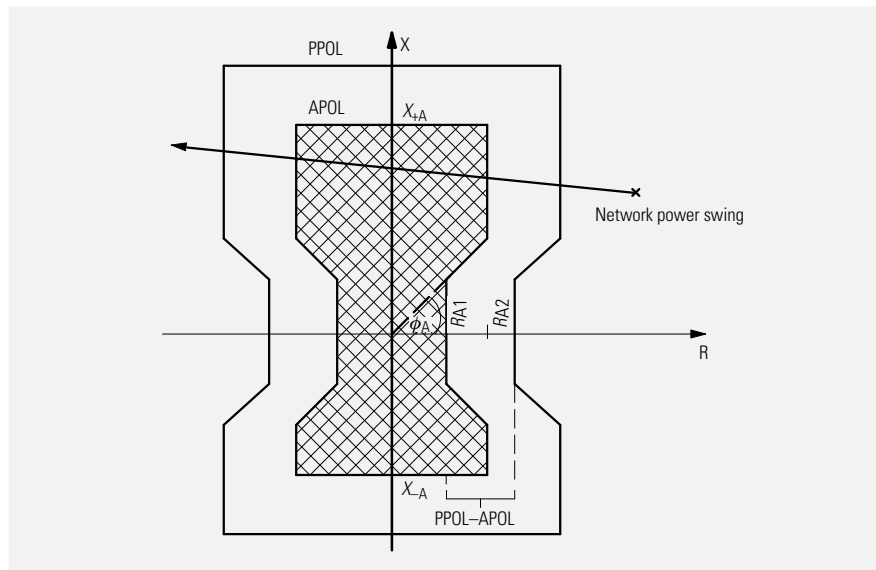 PPOL
X
APOL
X+A
Network power swing
φA
RA1
RA2
R
X–A
PPOL–APOL